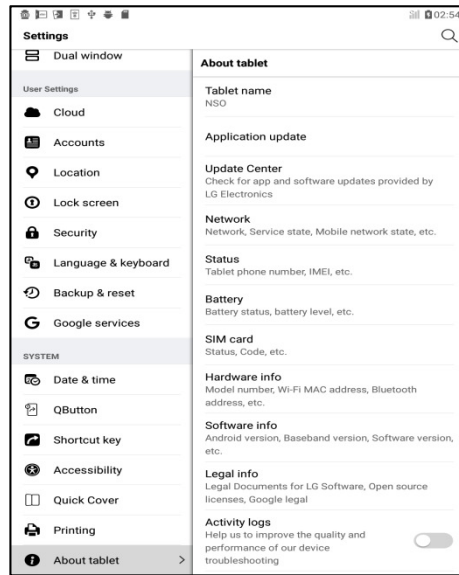 02:54
Settings
Dual window
User Settings
Cloud
Accounts
Location
Lock screen
Security
Language & keyboard
Backup & reset
Google services
SYSTEM
Date & time
QButton
Shortcut key
Accessibility
Quick Cover
Printing
About tablet
About tablet
Tablet name
NSO
Application update
Update Center
Check for app and software updates provided by
LG Electronics
Network
Network, Service state, Mobile network state, etc.
Status
Tablet phone number, IMEI, etc.
Battery
Battery status, battery level, etc.
SIM card
Status, Code, etc.
Hardware info
Model number, Wi-Fi MAC address, Bluetooth
address, etc.
Software info
Android version, Baseband version, Software version,
etc.
Legal info
Legal Documents for LG Software, Open source
licenses, Google legal
Activity logs
Help us to improve the quality and
performance of our device
troubleshooting